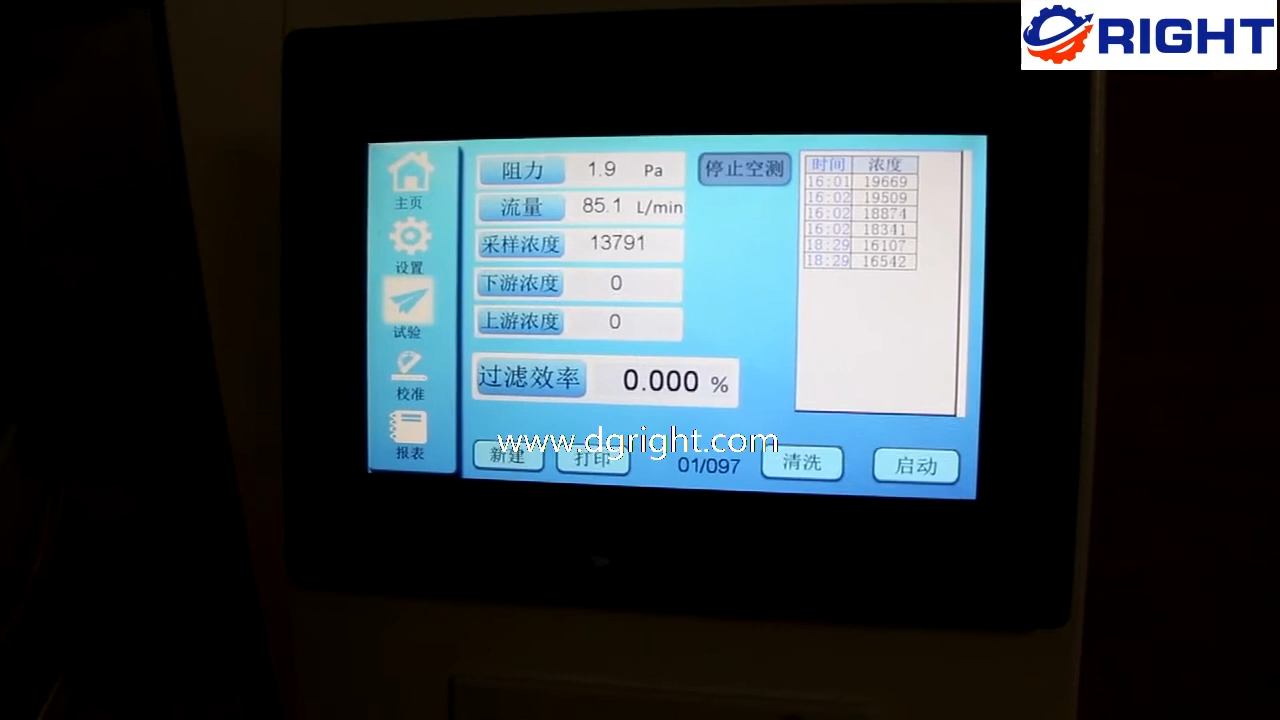 RIGHT
主页
设置
试验
校准
报表
阻力 1.9 Pa
流量 85.1 L/min
采样浓度 13791
下游浓度 0
上游浓度 0
过滤效率 0.000 %
停止空测
时间 浓度
16:01 19669
16:02 19509
16:02 18874
16:02 18341
18:29 16107
18:29 16542
www.dgright.com
新建 打印 01/097 清洗 启动